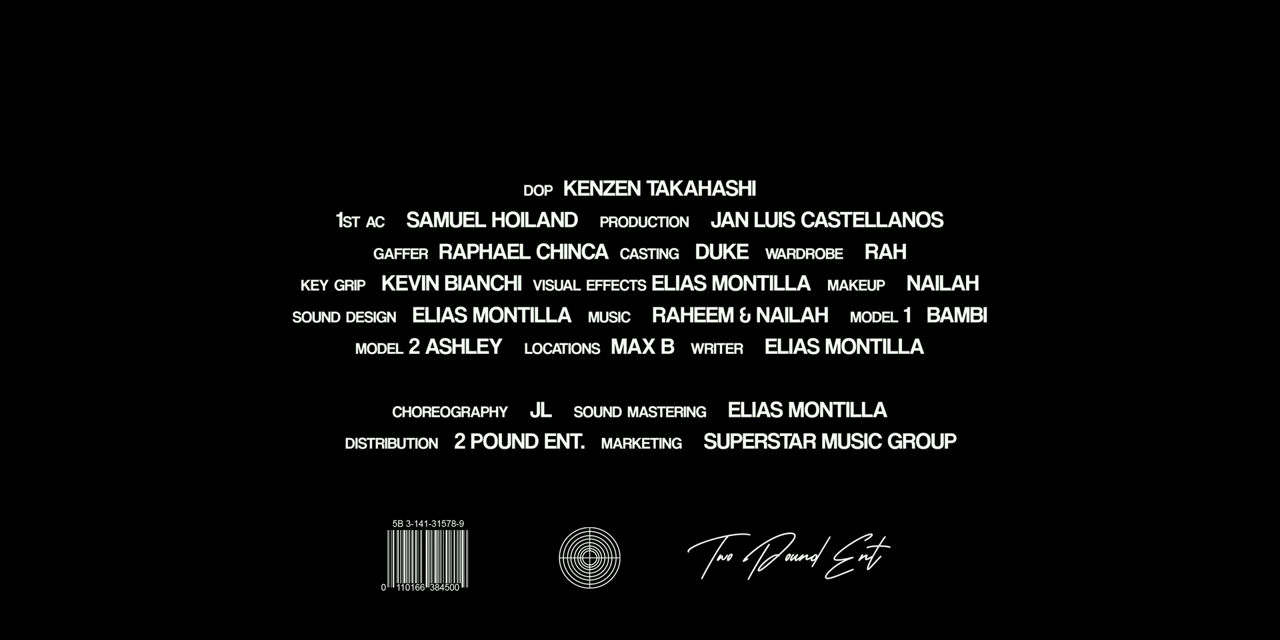 DOP KENZEN TAKAHASHI
1ST AC SAMUEL HOILAND PRODUCTION JAN LUIS CASTELLANOS
GAFFER RAPHAEL CHINCA CASTING DUKE WARDROBE RAH
KEY GRIP KEVIN BIANCHI VISUAL EFFECTS ELIAS MONTILLA MAKEUP NAILAH
SOUND DESIGN ELIAS MONTILLA MUSIC RAHEEM & NAILAH MODEL 1 BAMBI
MODEL 2 ASHLEY LOCATIONS MAX B WRITER ELIAS MONTILLA
CHOREOGRAPHY JL SOUND MASTERING ELIAS MONTILLA
DISTRIBUTION 2 POUND ENT. MARKETING SUPERSTAR MUSIC GROUP
5B 3-141-31578-9
0 110166 384500
Two Pound Ent